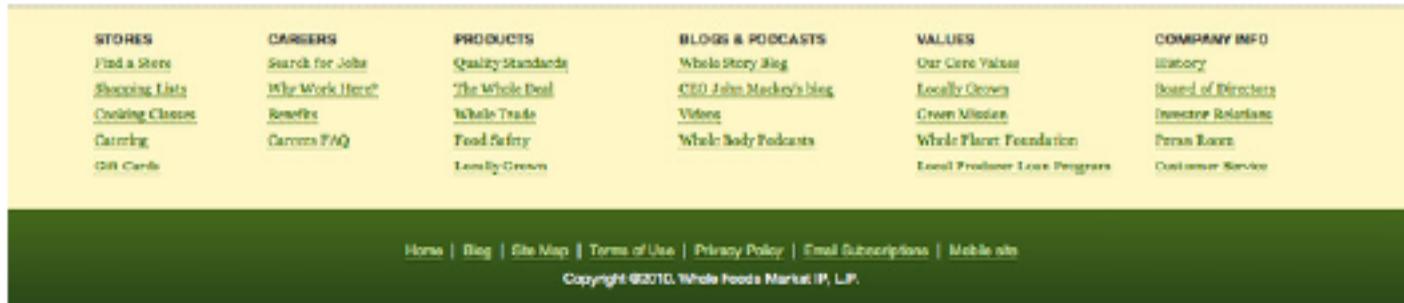 STORES CAREERS PRODUCTS BLOGS & PODCASTS VALUES COMPANY INFO
Find a Store Search for Jobs Quality Standards Whole Story Blog Our Core Values History
Shopping Lists Why Work Here? The Whole Deal CEO John Mackey's blog Locally Grown Board of Directors
Cooking Classes Benefits Whole Trade Videos Green Mission Investor Relations
Catering Careers FAQ Food Safety Whole Body Podcasts Whole Planet Foundation Press Room
Gift Cards Locally Grown Local Producer Loan Program Customer Service
Home | Blog | Site Map | Terms of Use | Privacy Policy | Email Subscriptions | Mobile site
Copyright ©2010. Whole Foods Market IP, L.P.